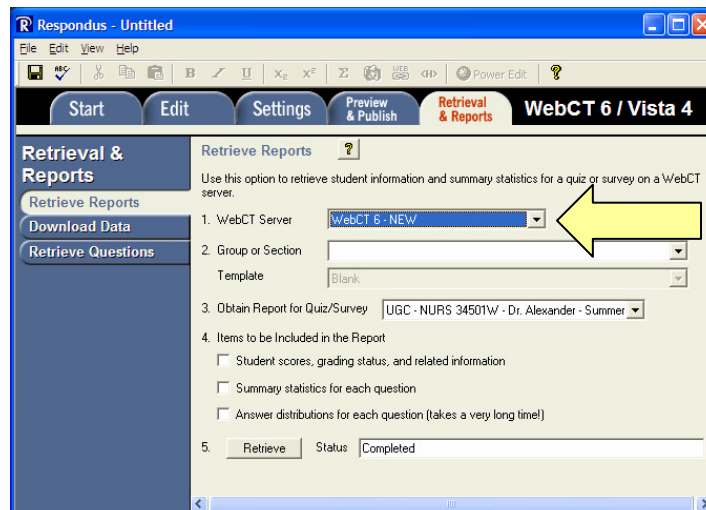 Respondus - Untitled
File Edit View Help
ABC B I U X₂ X² Σ WEB <H> Power Edit ?
Start Edit Settings Preview & Publish Retrieval & Reports WebCT 6 / Vista 4
Retrieval & Reports
Retrieve Reports
Download Data
Retrieve Questions
Retrieve Reports ?
Use this option to retrieve student information and summary statistics for a quiz or survey on a WebCT
server.
1. WebCT Server WebCT 6 - NEW
2. Group or Section
Template Blank
3. Obtain Report for Quiz/Survey UGC - NURS 34501W - Dr. Alexander - Summer
4. Items to be Included in the Report
Student scores, grading status, and related information
Summary statistics for each question
Answer distributions for each question (takes a very long time!)
5. Retrieve Status Completed